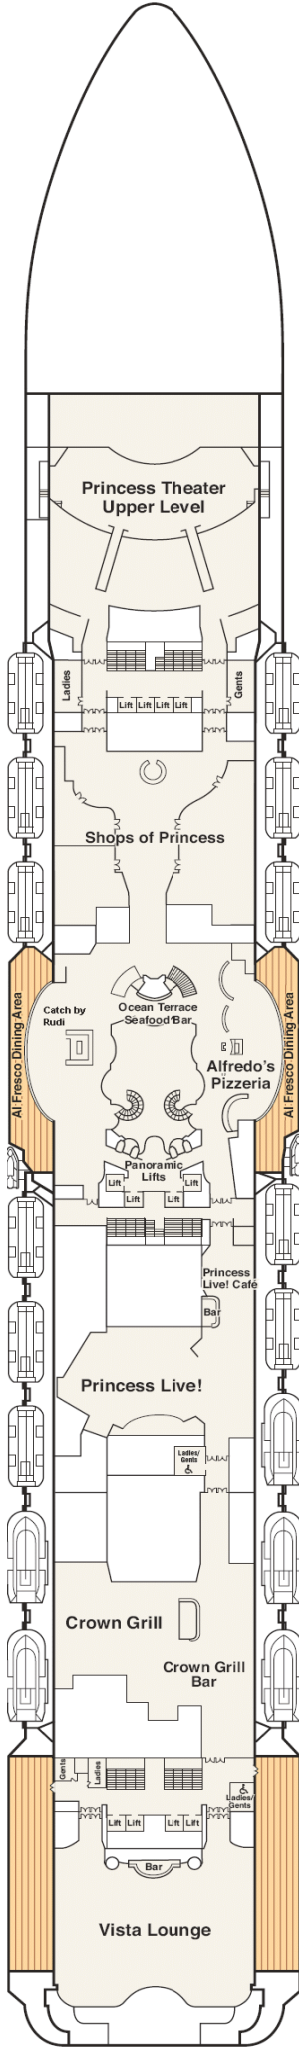 Princess Theater
Upper Level
Ladies
Gents
Lift Lift Lift Lift
Shops of Princess
Al Fresco Dining Area
Al Fresco Dining Area
Catch by
Rudi
Ocean Terrace
Seafood Bar
Alfredo's
Pizzeria
Panoramic
Lifts
Lift
Lift
Lift
Lift
Princess
Live! Café
Bar
Princess Live!
Ladies/
Gents
Crown Grill
Crown Grill
Bar
Gents
Ladies
Ladies/
Gents
Lift Lift
Lift Lift
Bar
Vista Lounge